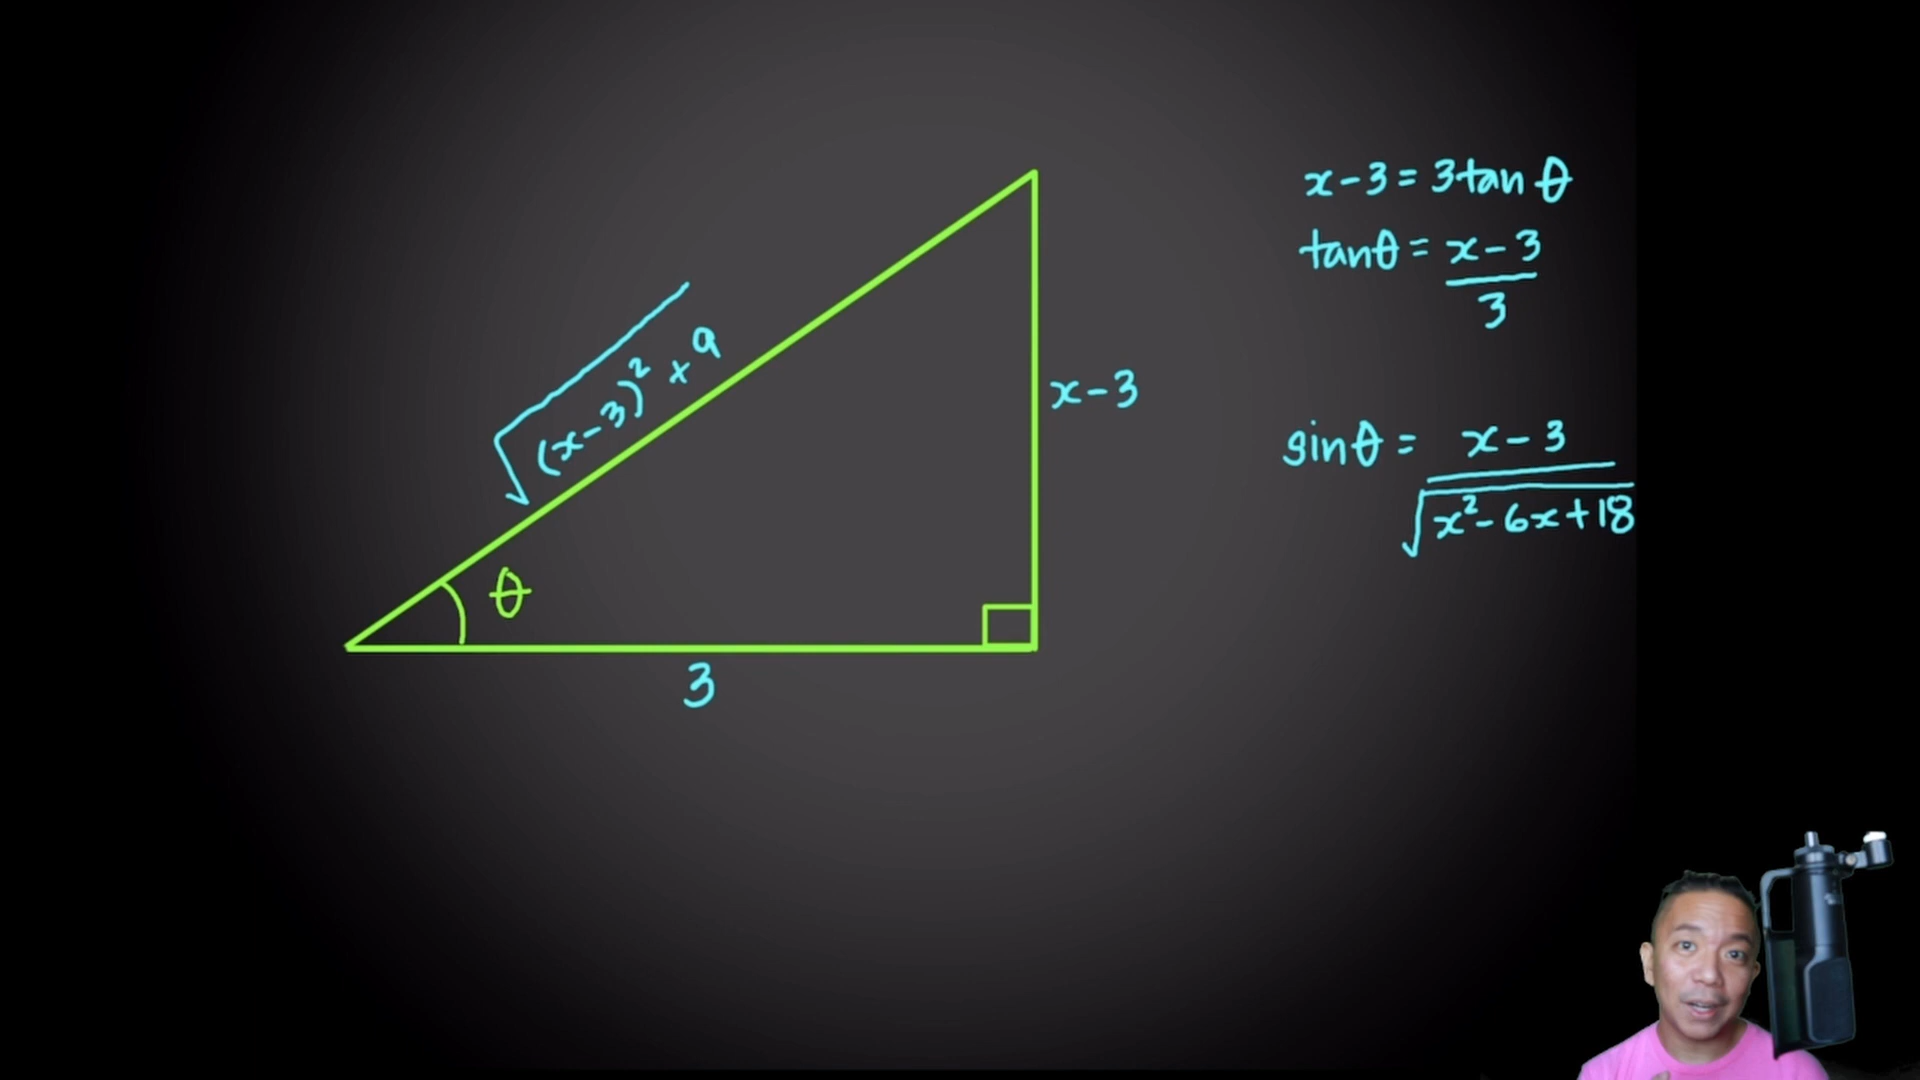 x-3 = 3tan θ
tanθ = x-3
3
√(x-3)² + 9
x-3
sinθ = x-3
√x²-6x+18
θ
3